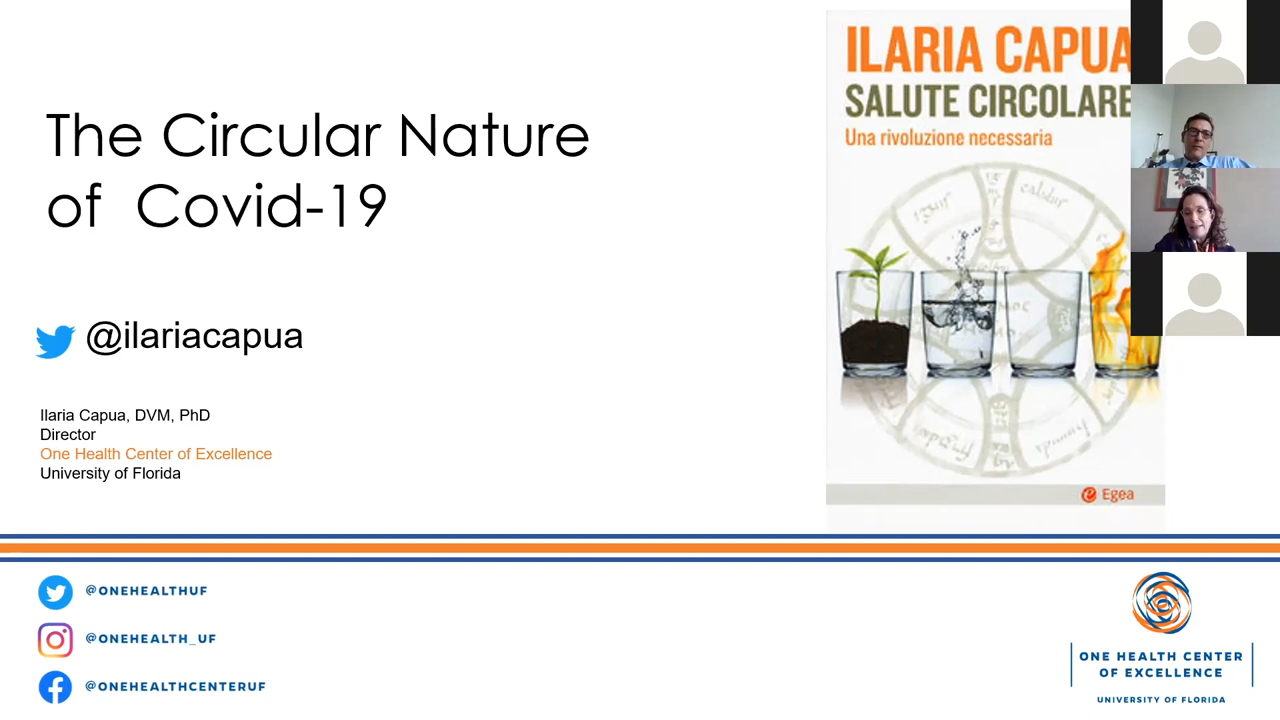 The Circular Nature
of Covid-19
@ilariacapua
Ilaria Capua, DVM, PhD
Director
One Health Center of Excellence
University of Florida
ILARIA CAPUA
SALUTE CIRCOLARE
Una rivoluzione necessaria
Egea
@ONEHEALTHUF
@ONEHEALTH_UF
@ONEHEALTHCENTERUF
ONE HEALTH CENTER
OF EXCELLENCE
UNIVERSITY OF FLORIDA